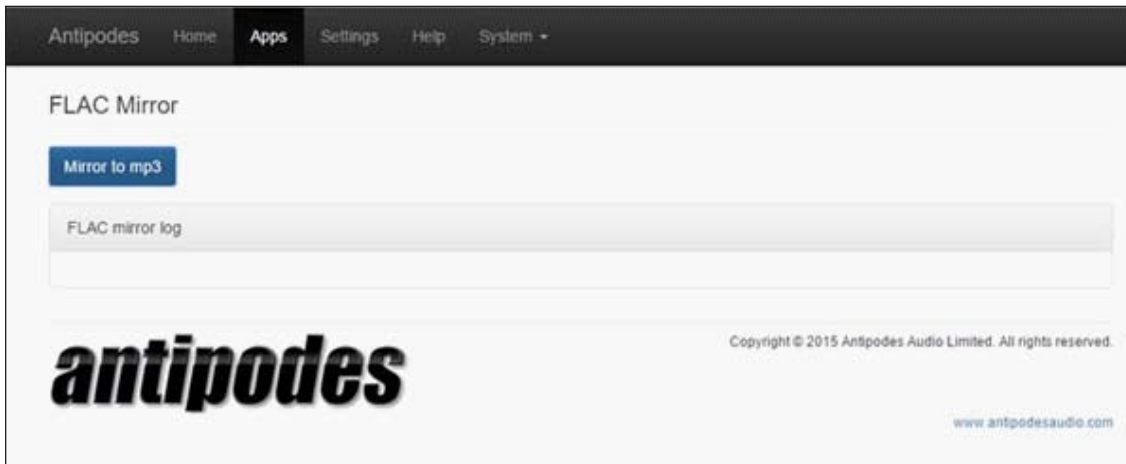 Antipodes Home Apps Settings Help System
FLAC Mirror
Mirror to mp3
FLAC mirror log
antipodes
Copyright © 2015 Antipodes Audio Limited. All rights reserved.
www.antipodesaudio.com